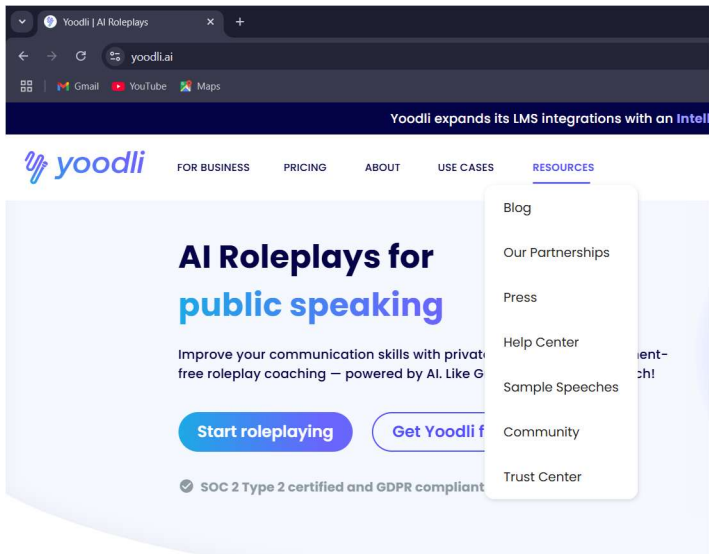 Yoodli | AI Roleplays
yoodli.ai
Gmail YouTube Maps
Yoodli expands its LMS integrations with an
yoodli FOR BUSINESS PRICING ABOUT USE CASES RESOURCES
Blog
Our Partnerships
Press
Help Center
Sample Speeches
Community
Trust Center
AI Roleplays for
public speaking
Improve your communication skills with
free roleplay coaching — powered by AI. Like
Start roleplaying
Get Yoodli
SOC 2 Type 2 certified and GDPR compliant